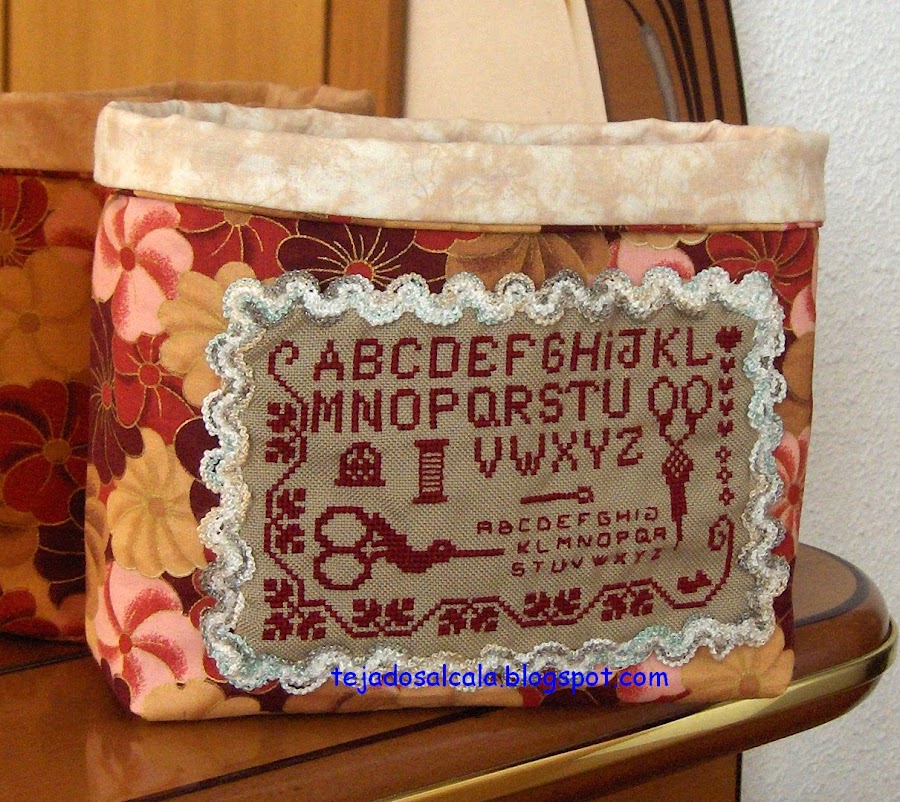 ABCDEFGHiJKL
MNOPQRSTU
VWXYZ
ABCDEFGHIJ
KLMNOPQR
STUVWXYZ
tejadosalcala.blogspot.com